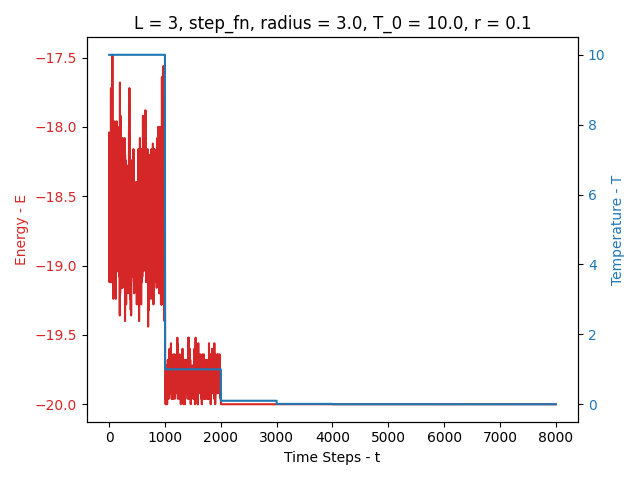 L = 3, step_fn, radius = 3.0, T_0 = 10.0, r = 0.1
−17.5
−18.0
−18.5
−19.0
−19.5
−20.0
Energy - E
10
8
6
4
2
0
Temperature - T
0 1000 2000 3000 4000 5000 6000 7000 8000
Time Steps - t